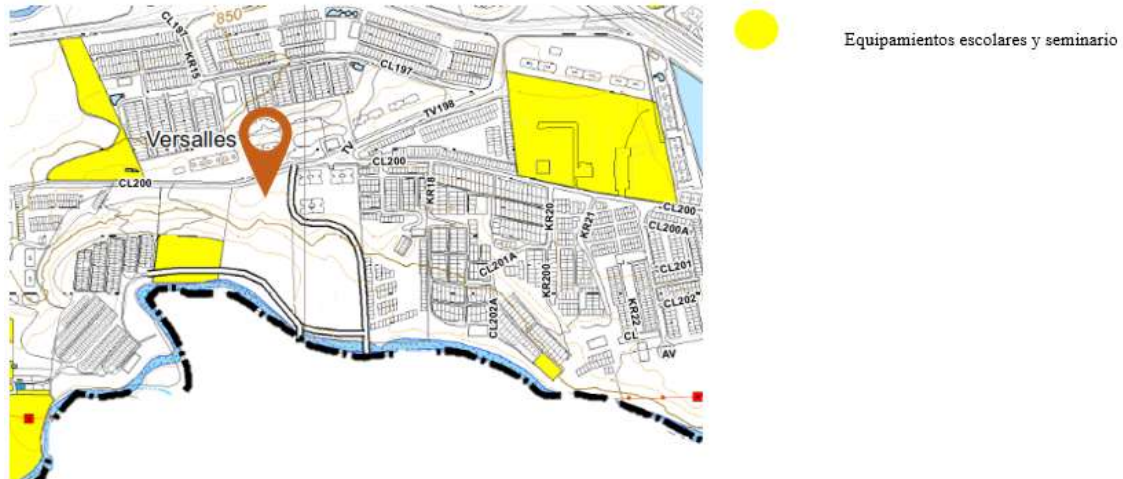 850
CL197
KR15
CL197
Versalles
TV198
TV
CL200
CL200
KR18
KR20
KR21
CL200
CL200A
CL201A
CL201
KR200
KR22
CL202
CL202A
CL
AV
Equipamientos escolares y seminario